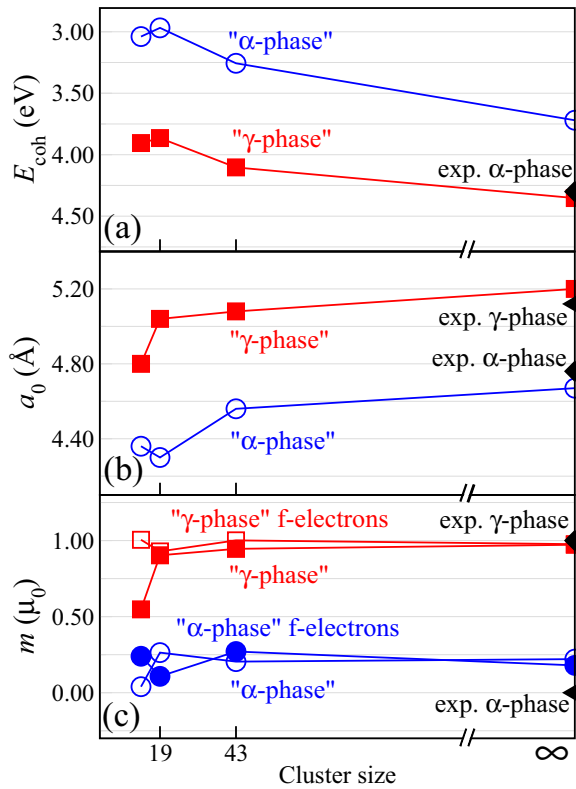 3.00
"α-phase"
3.50
E_coh (eV)
"γ-phase"
4.00
exp. α-phase
4.50
(a)
5.20
exp. γ-phase
"γ-phase"
4.80
exp. α-phase
a_0 (Å)
4.40
"α-phase"
(b)
"γ-phase" f-electrons
exp. γ-phase
1.00
"γ-phase"
m (μ_0)
0.50
"α-phase" f-electrons
"α-phase"
0.00
exp. α-phase
(c)
19 43 ∞
Cluster size